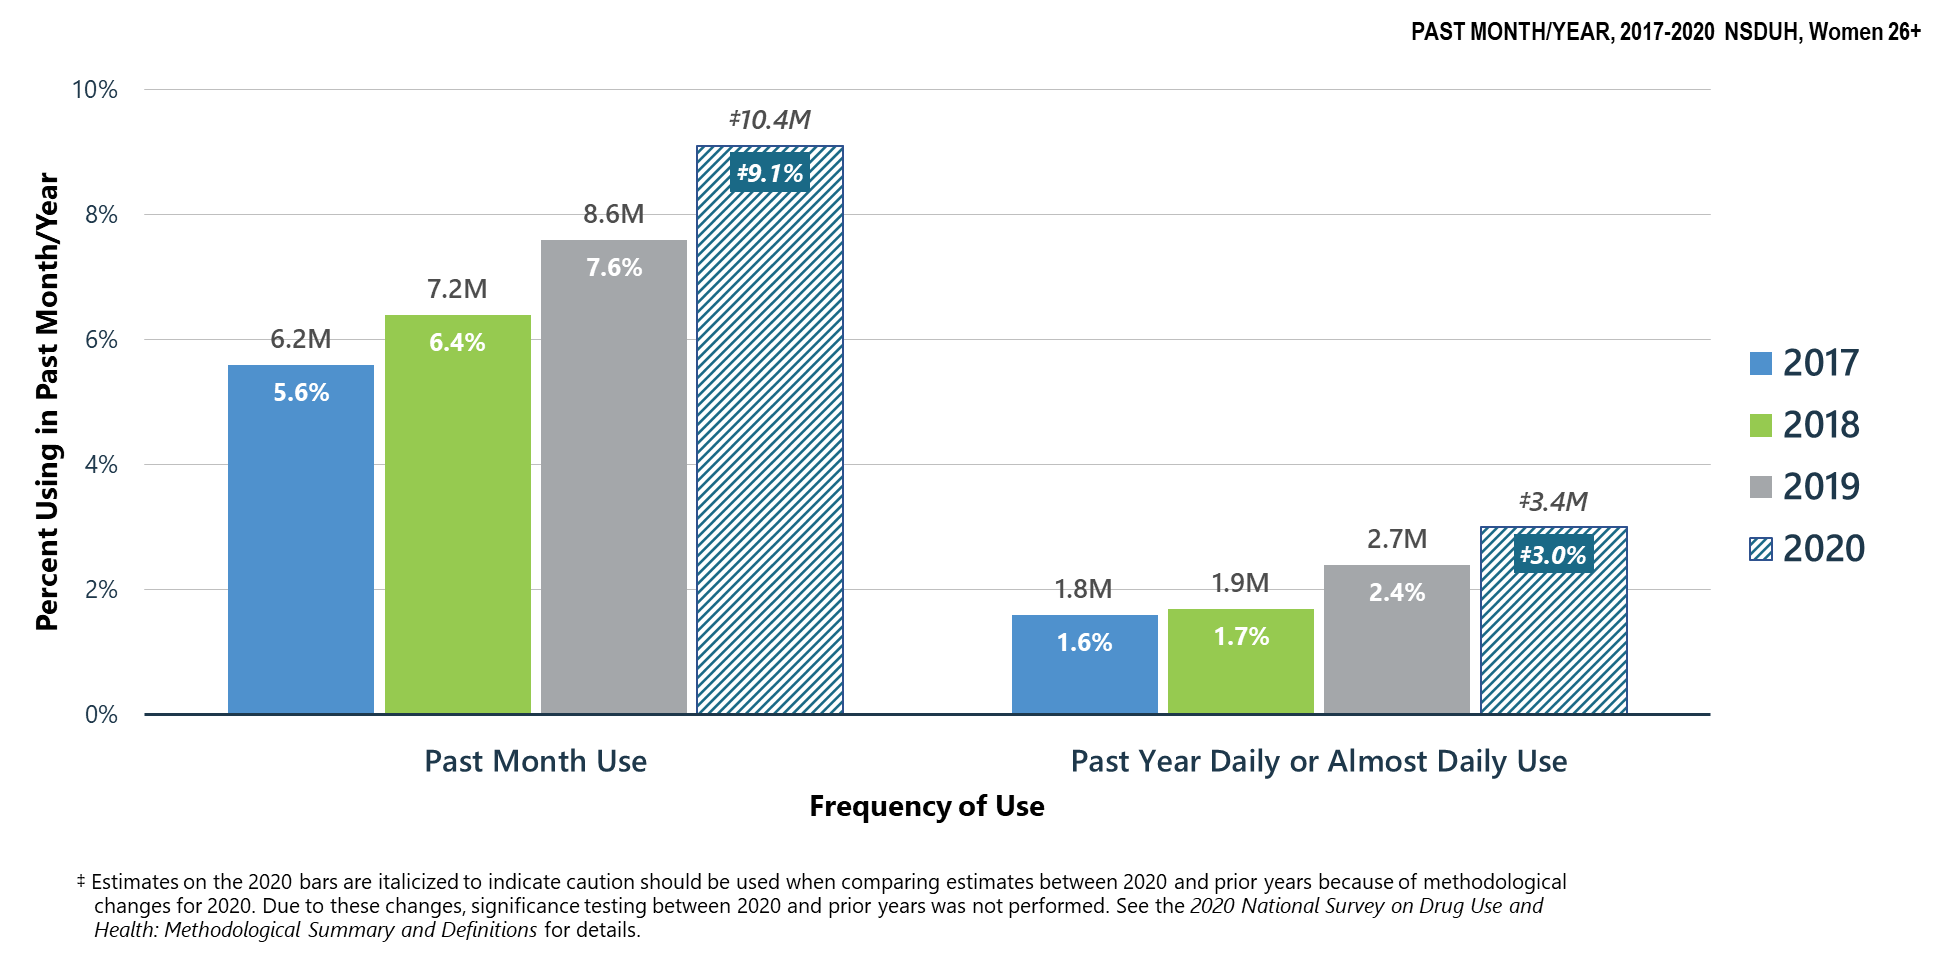 PAST MONTH/YEAR, 2017-2020 NSDUH, Women 26+
Percent Using in Past Month/Year
10%
8%
6%
4%
2%
0%
6.2M
5.6%
7.2M
6.4%
8.6M
7.6%
‡10.4M
‡9.1%
1.8M
1.6%
1.9M
1.7%
2.7M
2.4%
‡3.4M
‡3.0%
2017
2018
2019
2020
Past Month Use
Past Year Daily or Almost Daily Use
Frequency of Use
‡ Estimates on the 2020 bars are italicized to indicate caution should be used when comparing estimates between 2020 and prior years because of methodological
changes for 2020. Due to these changes, significance testing between 2020 and prior years was not performed. See the 2020 National Survey on Drug Use and
Health: Methodological Summary and Definitions for details.